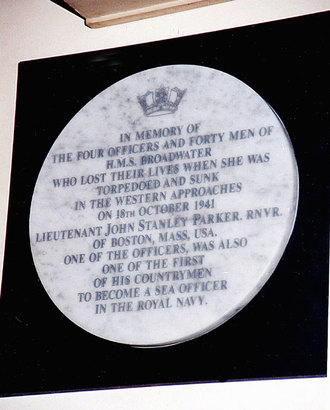 IN MEMORY OF
THE FOUR OFFICERS AND FORTY MEN OF
H.M.S. BROADWATER
WHO LOST THEIR LIVES WHEN SHE WAS
TORPEDOED AND SUNK
IN THE WESTERN APPROACHES
ON 18TH OCTOBER 1941
LIEUTENANT JOHN STANLEY PARKER. RNVR.
OF BOSTON, MASS, USA.
ONE OF THE OFFICERS, WAS ALSO
ONE OF THE FIRST
OF HIS COUNTRYMEN
TO BECOME A SEA OFFICER
IN THE ROYAL NAVY.